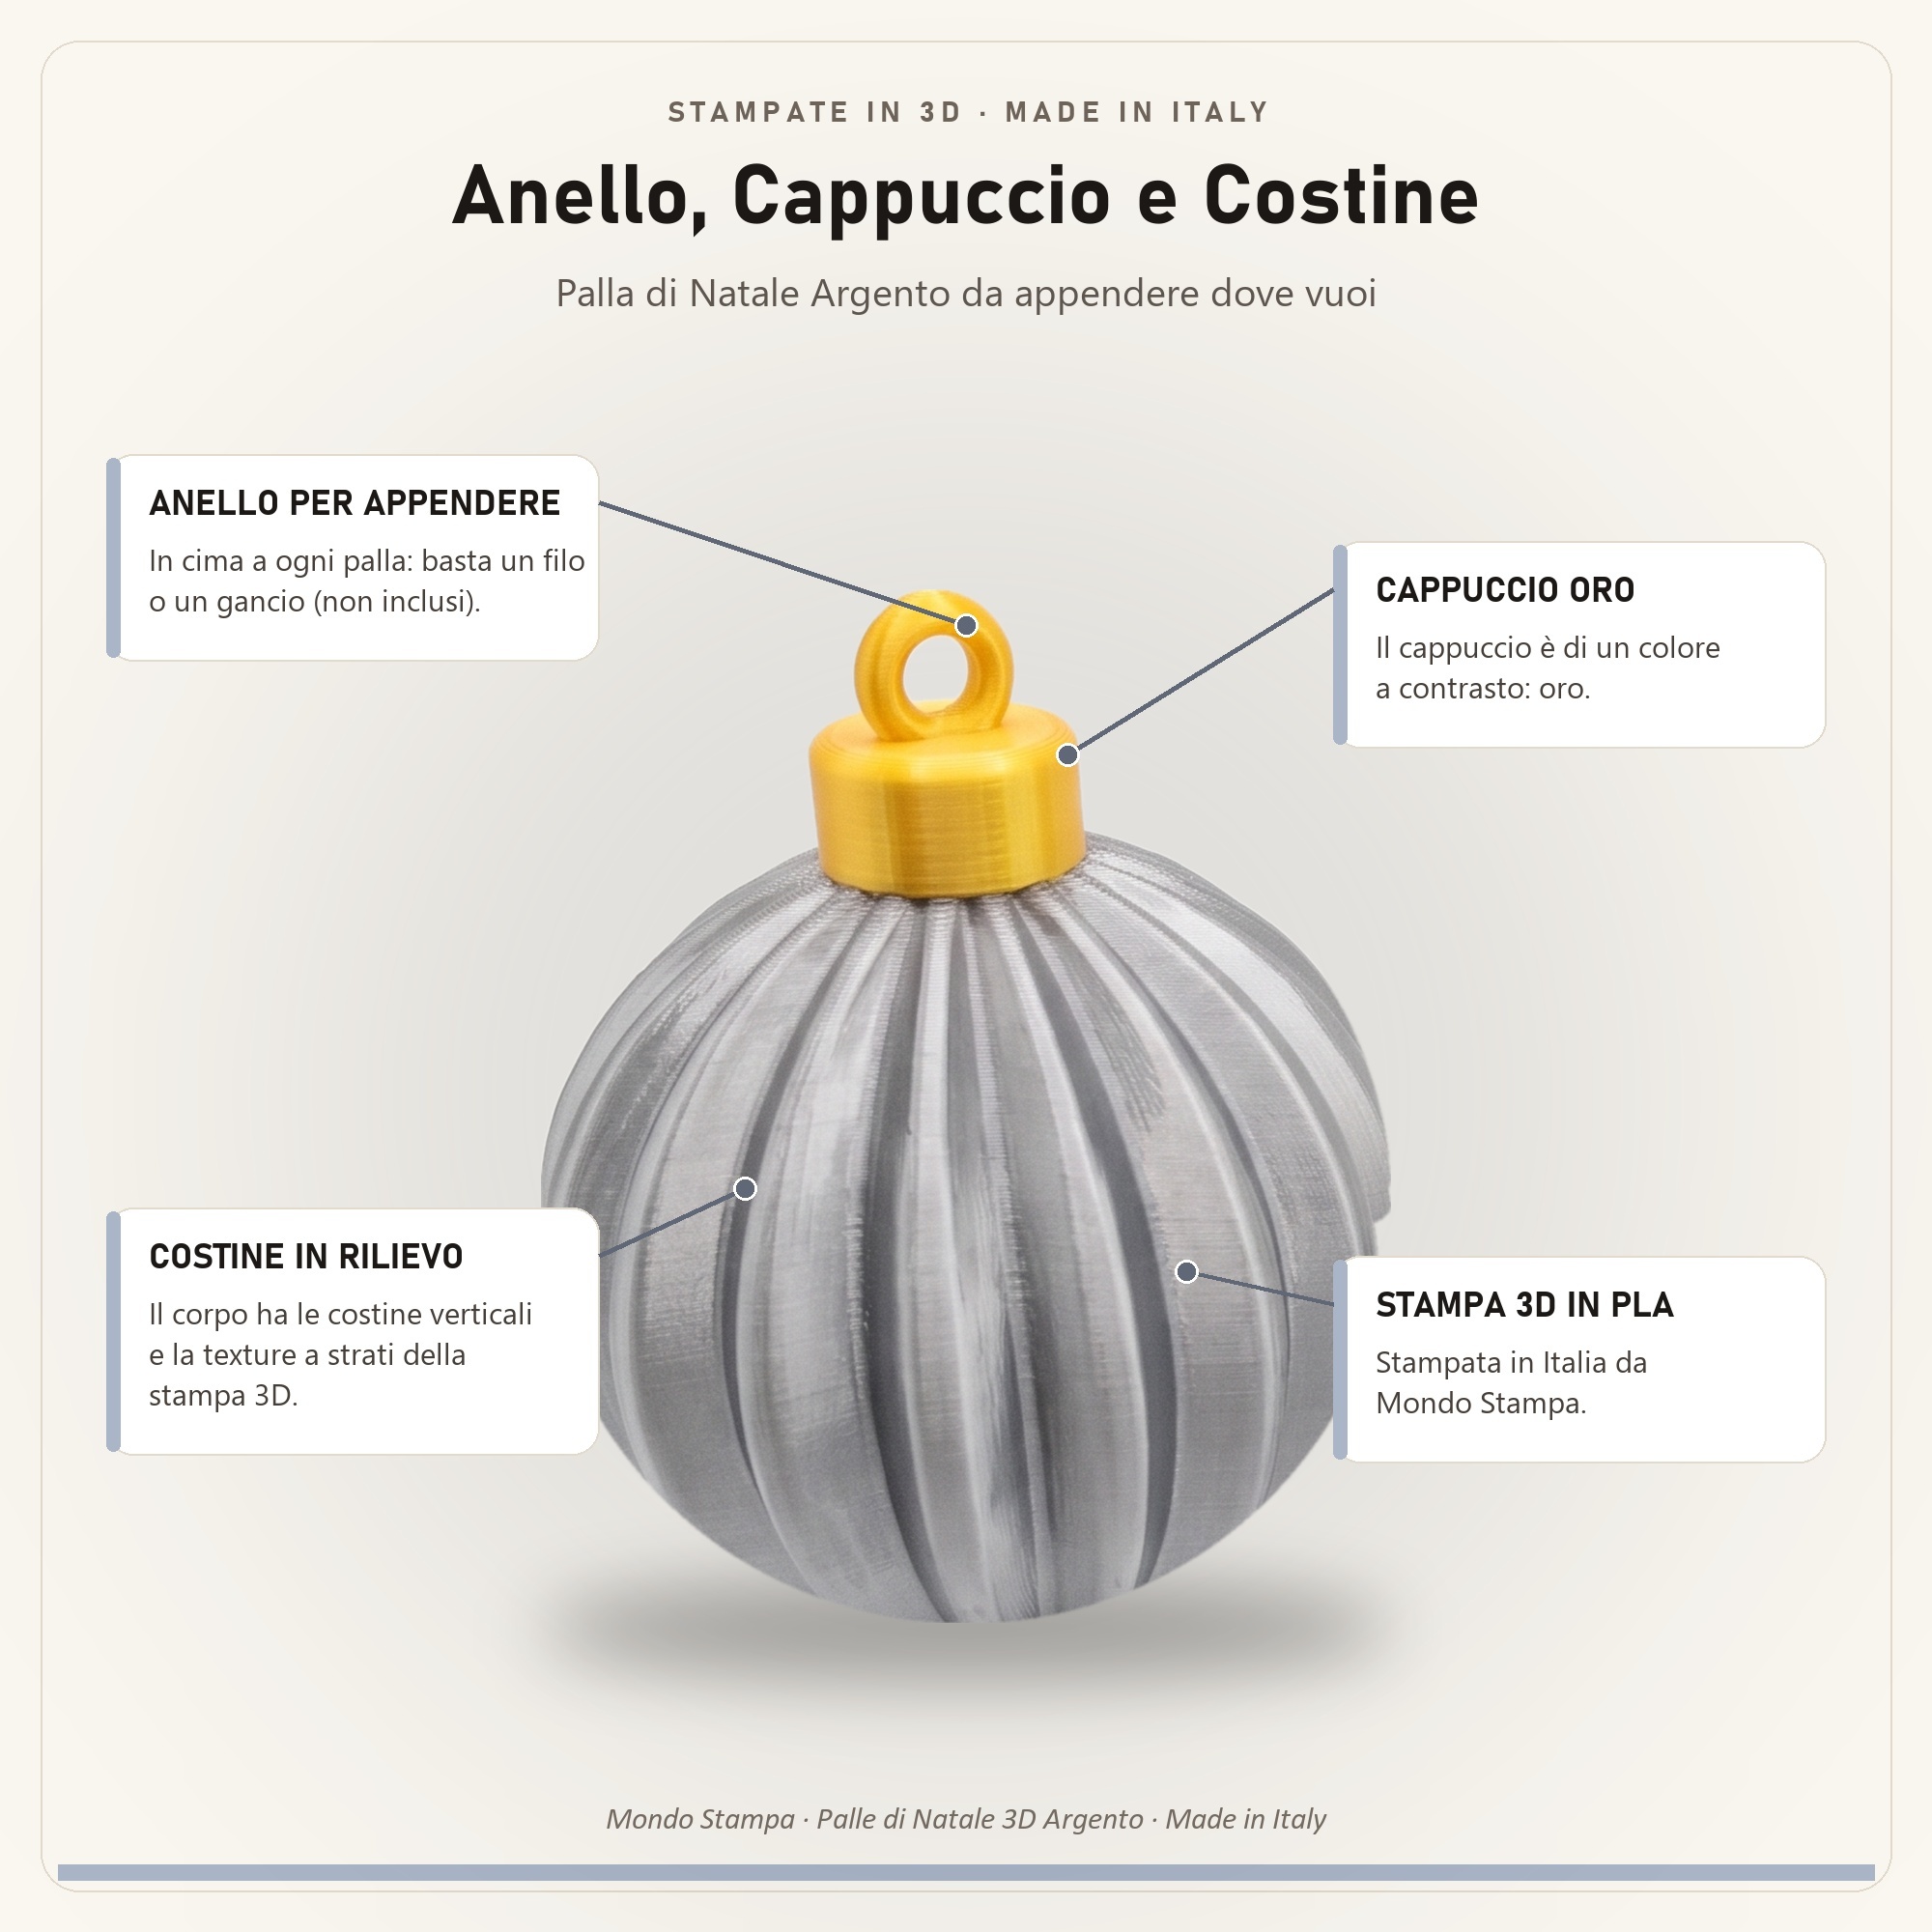 STAMPATE IN 3D · MADE IN ITALY
Anello, Cappuccio e Costine
Palla di Natale Argento da appendere dove vuoi
ANELLO PER APPENDERE
In cima a ogni palla: basta un filo
o un gancio (non inclusi).
CAPPUCCIO ORO
Il cappuccio è di un colore
a contrasto: oro.
COSTINE IN RILIEVO
Il corpo ha le costine verticali
e la texture a strati della
stampa 3D.
STAMPA 3D IN PLA
Stampata in Italia da
Mondo Stampa.
Mondo Stampa · Palle di Natale 3D Argento · Made in Italy